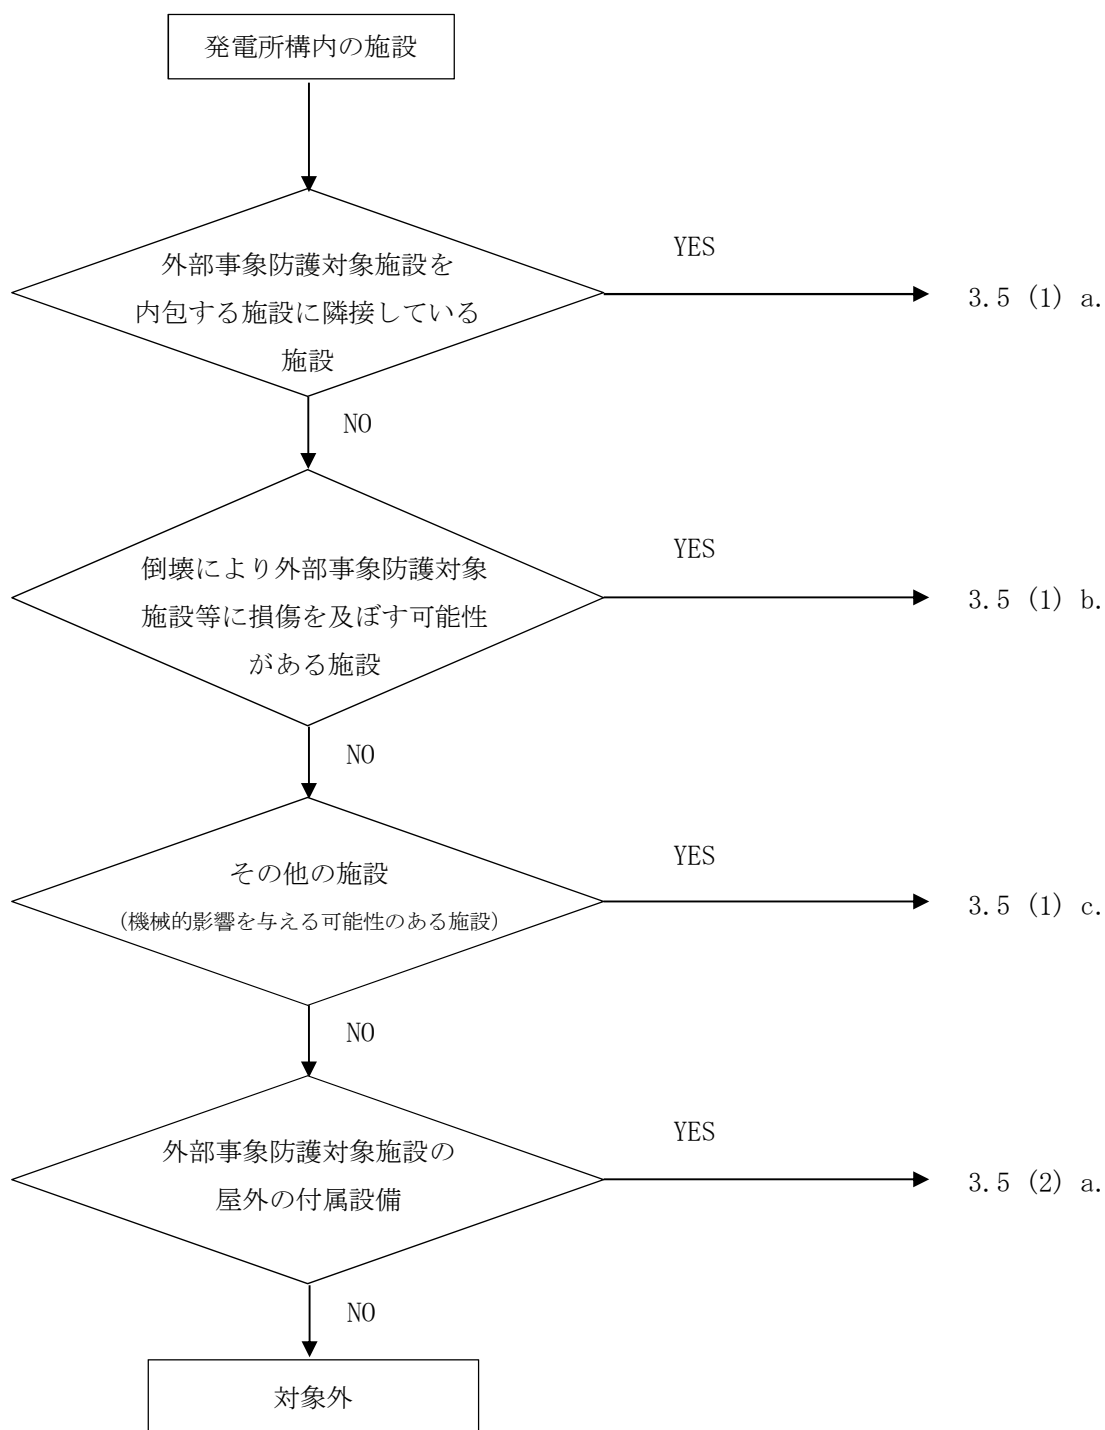 発電所構内の施設
外部事象防護対象施設を
内包する施設に隣接している
施設
YES
3.5 (1) a.
NO
倒壊により外部事象防護対象
施設等に損傷を及ぼす可能性
がある施設
YES
3.5 (1) b.
NO
その他の施設
(機械的影響を与える可能性のある施設)
YES
3.5 (1) c.
NO
外部事象防護対象施設の
屋外の付属設備
YES
3.5 (2) a.
NO
対象外